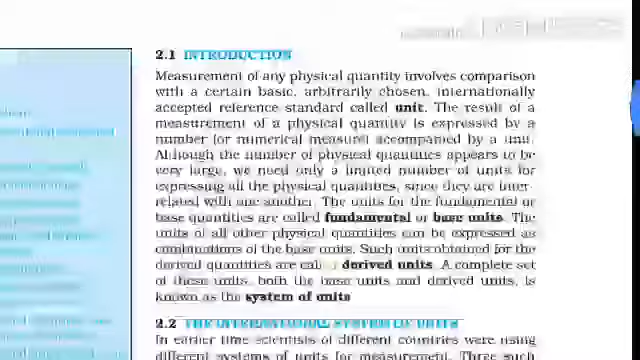 2.1 INTRODUCTION
Measurement of any physical quantity involves comparison
with a certain basic, arbitrarily chosen, internationally
accepted reference standard called unit. The result of a
measurement of a physical quantity is expressed by a
number (or numerical measure) accompanied by a unit.
Although the number of physical quantities appears to be
very large, we need only a limited number of units for
expressing all the physical quantities, since they are inter-
related with one another. The units for the fundamental or
base quantities are called fundamental or base units. The
units of all other physical quantities can be expressed as
combinations of the base units. Such units obtained for the
derived quantities are called derived units. A complete set
of these units, both the base units and derived units, is
known as the system of units
2.2 THE INTERNATIONAL SYSTEM OF UNITS
In earlier time scientists of different countries were using
different systems of units for measurement. Three such